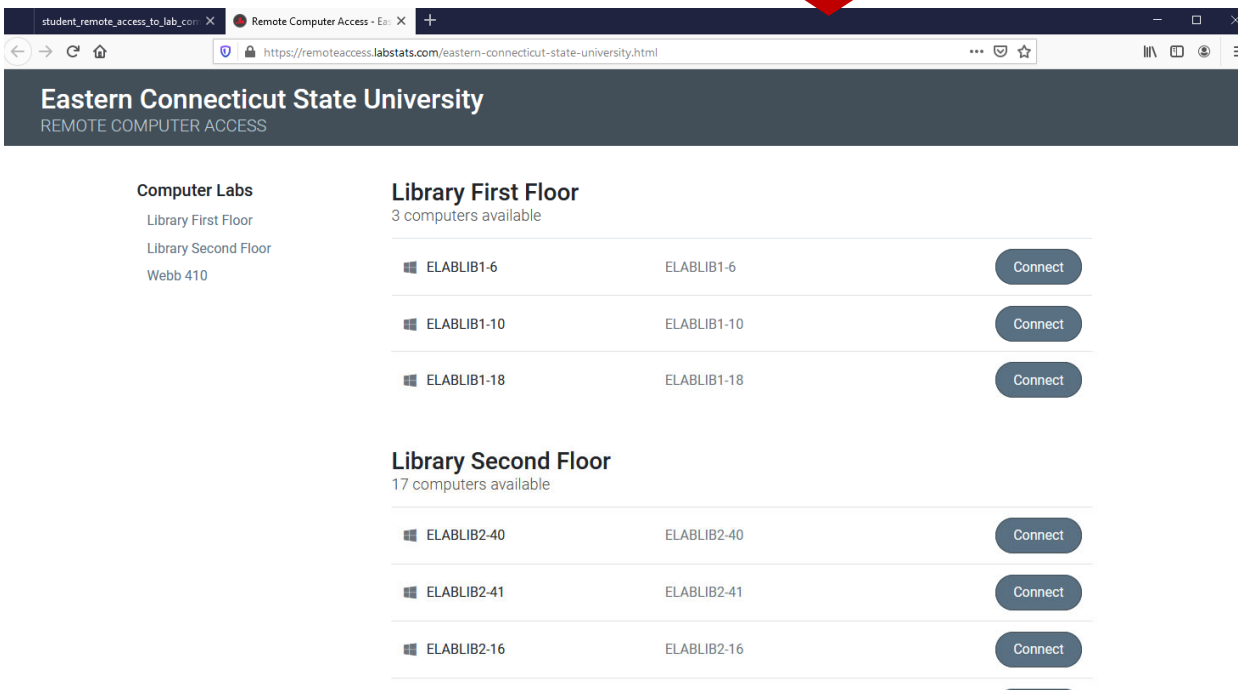 student_remote_access_to_lab_com
Remote Computer Access - Eas
https://remoteaccess.labstats.com/eastern-connecticut-state-university.html
Eastern Connecticut State University
REMOTE COMPUTER ACCESS
Computer Labs
Library First Floor
Library Second Floor
Webb 410
Library First Floor
3 computers available
ELABLIB1-6 ELABLIB1-6 Connect
ELABLIB1-10 ELABLIB1-10 Connect
ELABLIB1-18 ELABLIB1-18 Connect
Library Second Floor
17 computers available
ELABLIB2-40 ELABLIB2-40 Connect
ELABLIB2-41 ELABLIB2-41 Connect
ELABLIB2-16 ELABLIB2-16 Connect